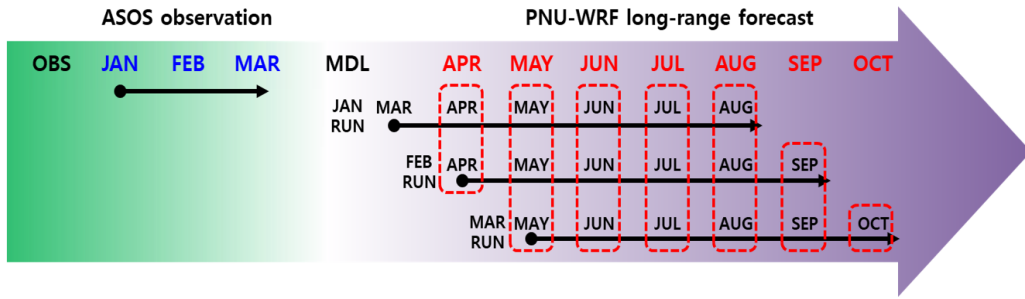 ASOS observation PNU-WRF long-range forecast
OBS JAN FEB MAR MDL APR MAY JUN JUL AUG SEP OCT
JAN
RUN
MAR APR MAY JUN JUL AUG
FEB
RUN
APR MAY JUN JUL AUG SEP
MAR
RUN
MAY JUN JUL AUG SEP OCT